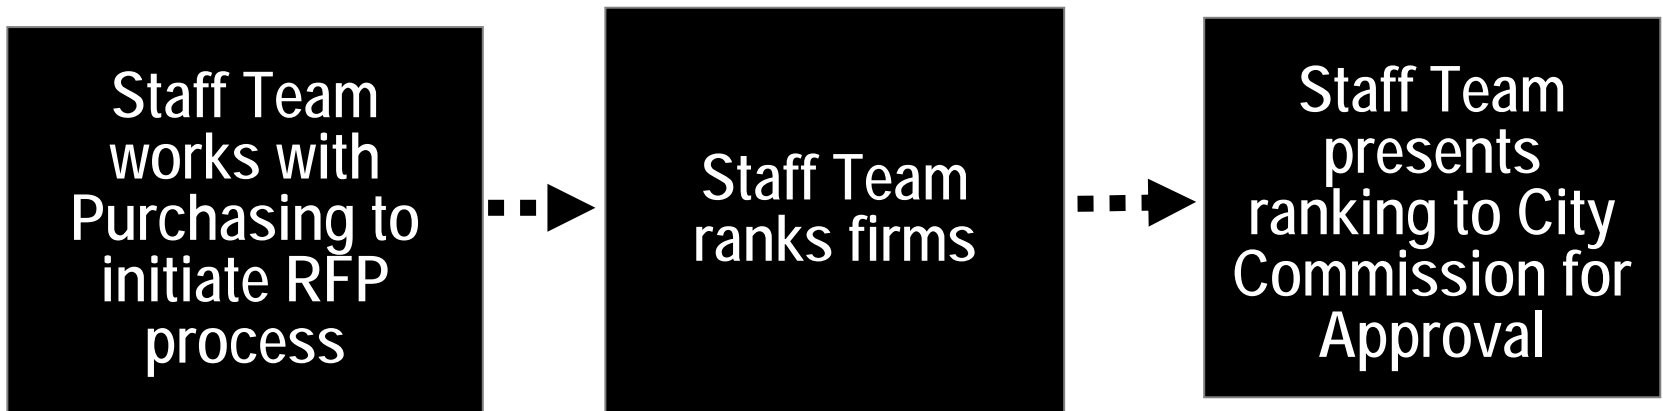 Staff Team
works with
Purchasing to
initiate RFP
process
Staff Team
ranks firms
Staff Team
presents
ranking to City
Commission for
Approval